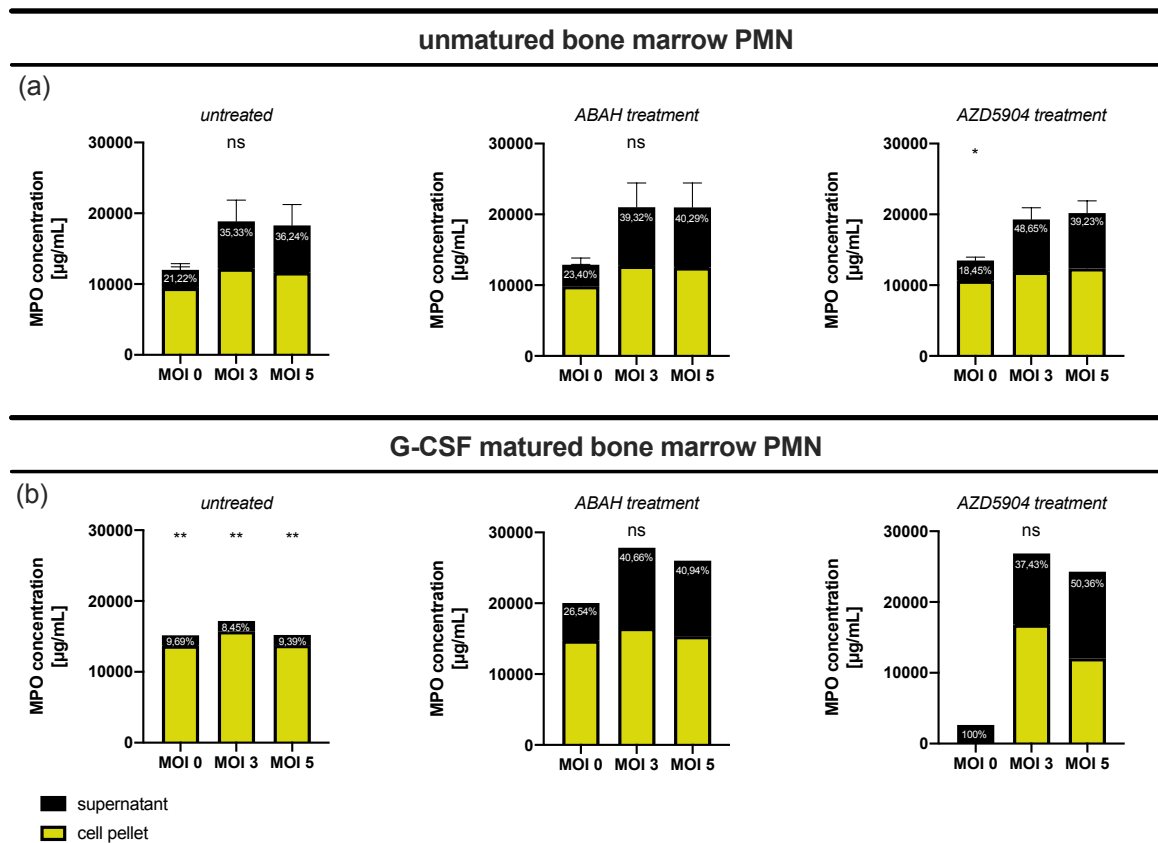 unmatured bone marrow PMN
(a)
untreated
ns
MPO concentration
[µg/mL]
30000
20000
10000
0
21,22%
35,33%
36,24%
MOI 0 MOI 3 MOI 5
ABAH treatment
ns
MPO concentration
[µg/mL]
30000
20000
10000
0
23,40%
39,32%
40,29%
MOI 0 MOI 3 MOI 5
AZD5904 treatment
*
MPO concentration
[µg/mL]
30000
20000
10000
0
18,45%
48,65%
39,23%
MOI 0 MOI 3 MOI 5
G-CSF matured bone marrow PMN
(b)
untreated
** ** **
MPO concentration
[µg/mL]
30000
20000
10000
0
9,69%
8,45%
9,39%
MOI 0 MOI 3 MOI 5
ABAH treatment
ns
MPO concentration
[µg/mL]
30000
20000
10000
0
26,54%
40,66%
40,94%
MOI 0 MOI 3 MOI 5
AZD5904 treatment
ns
MPO concentration
[µg/mL]
30000
20000
10000
0
100%
37,43%
50,36%
MOI 0 MOI 3 MOI 5
supernatant
cell pellet